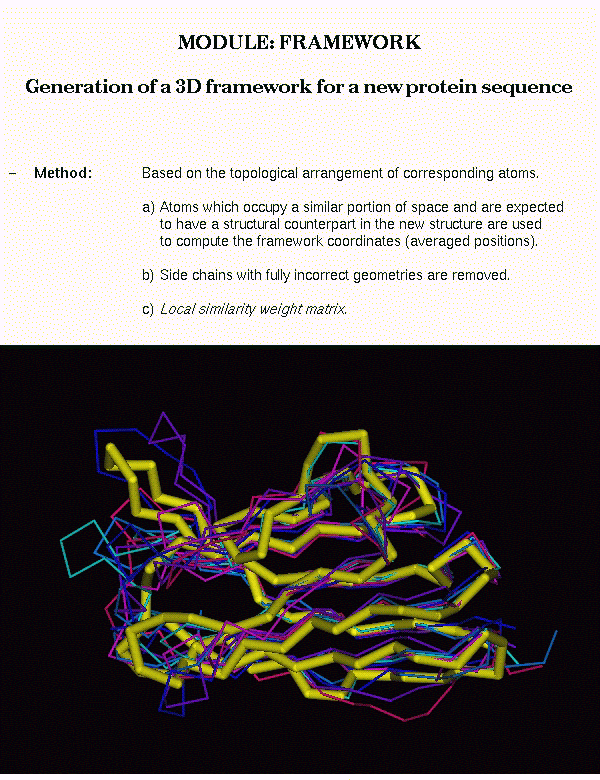 MODULE: FRAMEWORK
Generation of a 3D framework for a new protein sequence
– Method: Based on the topological arrangement of corresponding atoms.
a) Atoms which occupy a similar portion of space and are expected
to have a structural counterpart in the new structure are used
to compute the framework coordinates (averaged positions).
b) Side chains with fully incorrect geometries are removed.
c) Local similarity weight matrix.